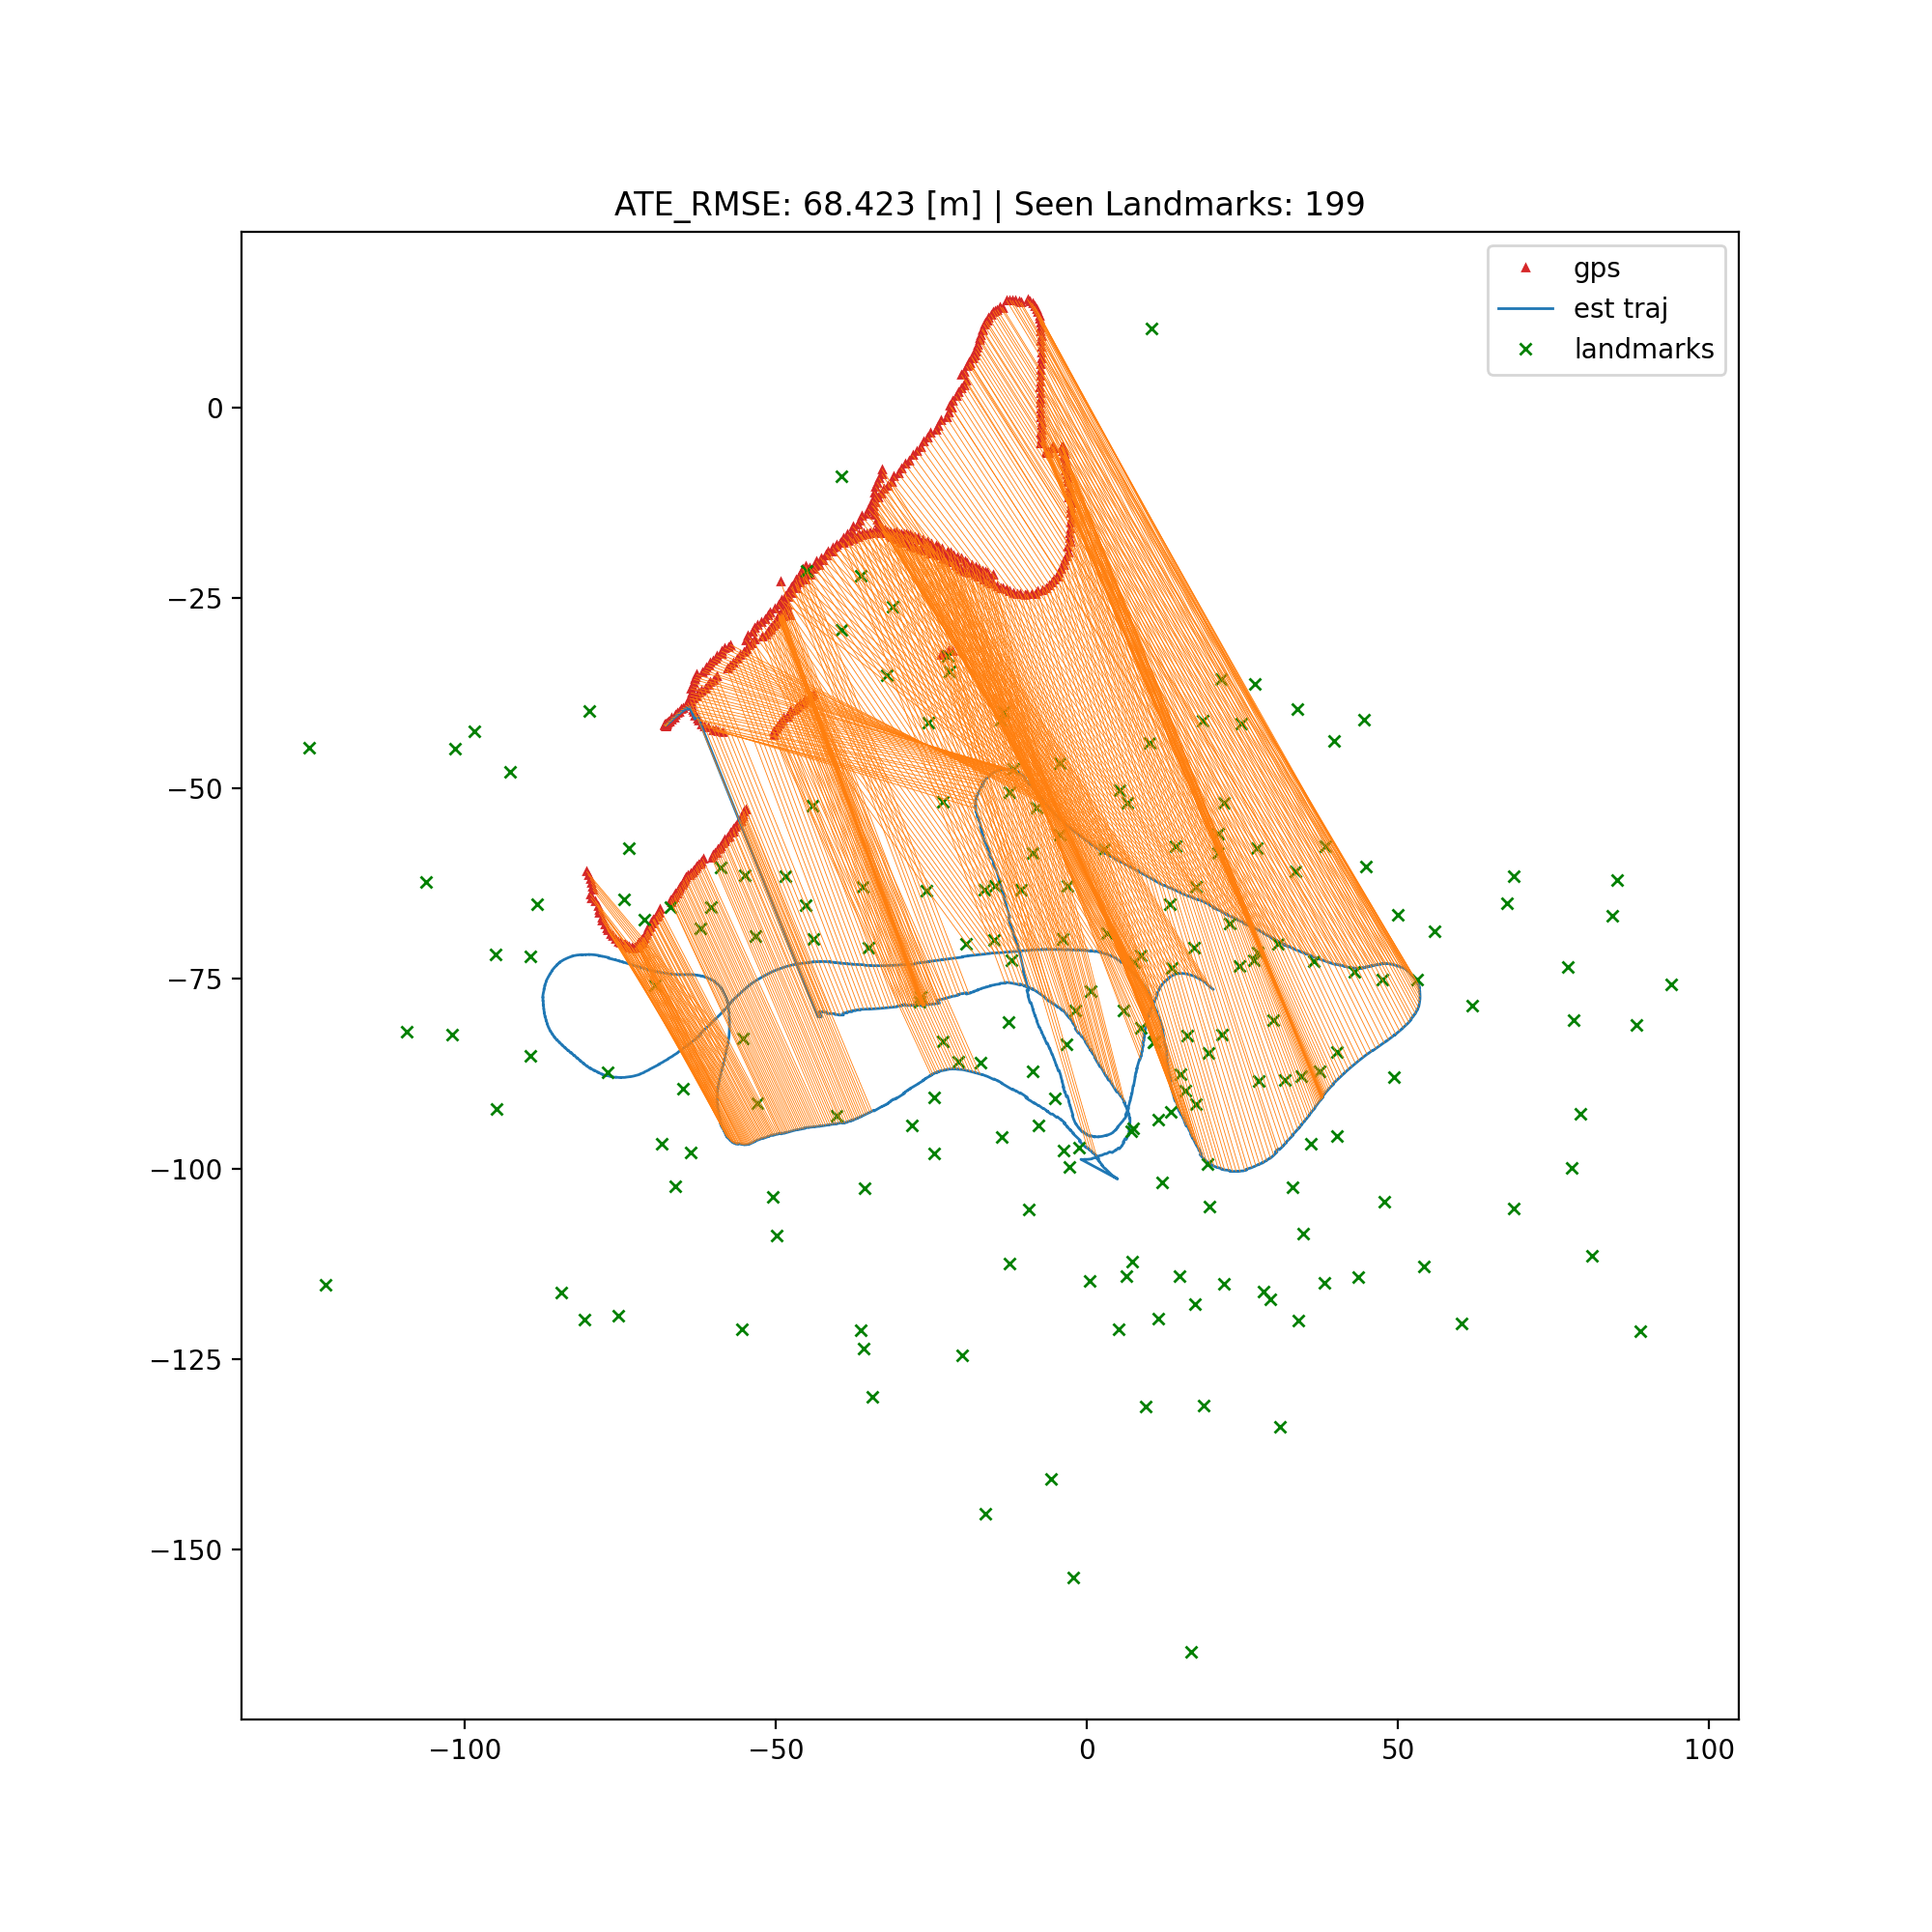 ATE_RMSE: 68.423 [m] | Seen Landmarks: 199
gps
est traj
landmarks
0
−25
−50
−75
−100
−125
−150
−100 −50 0 50 100